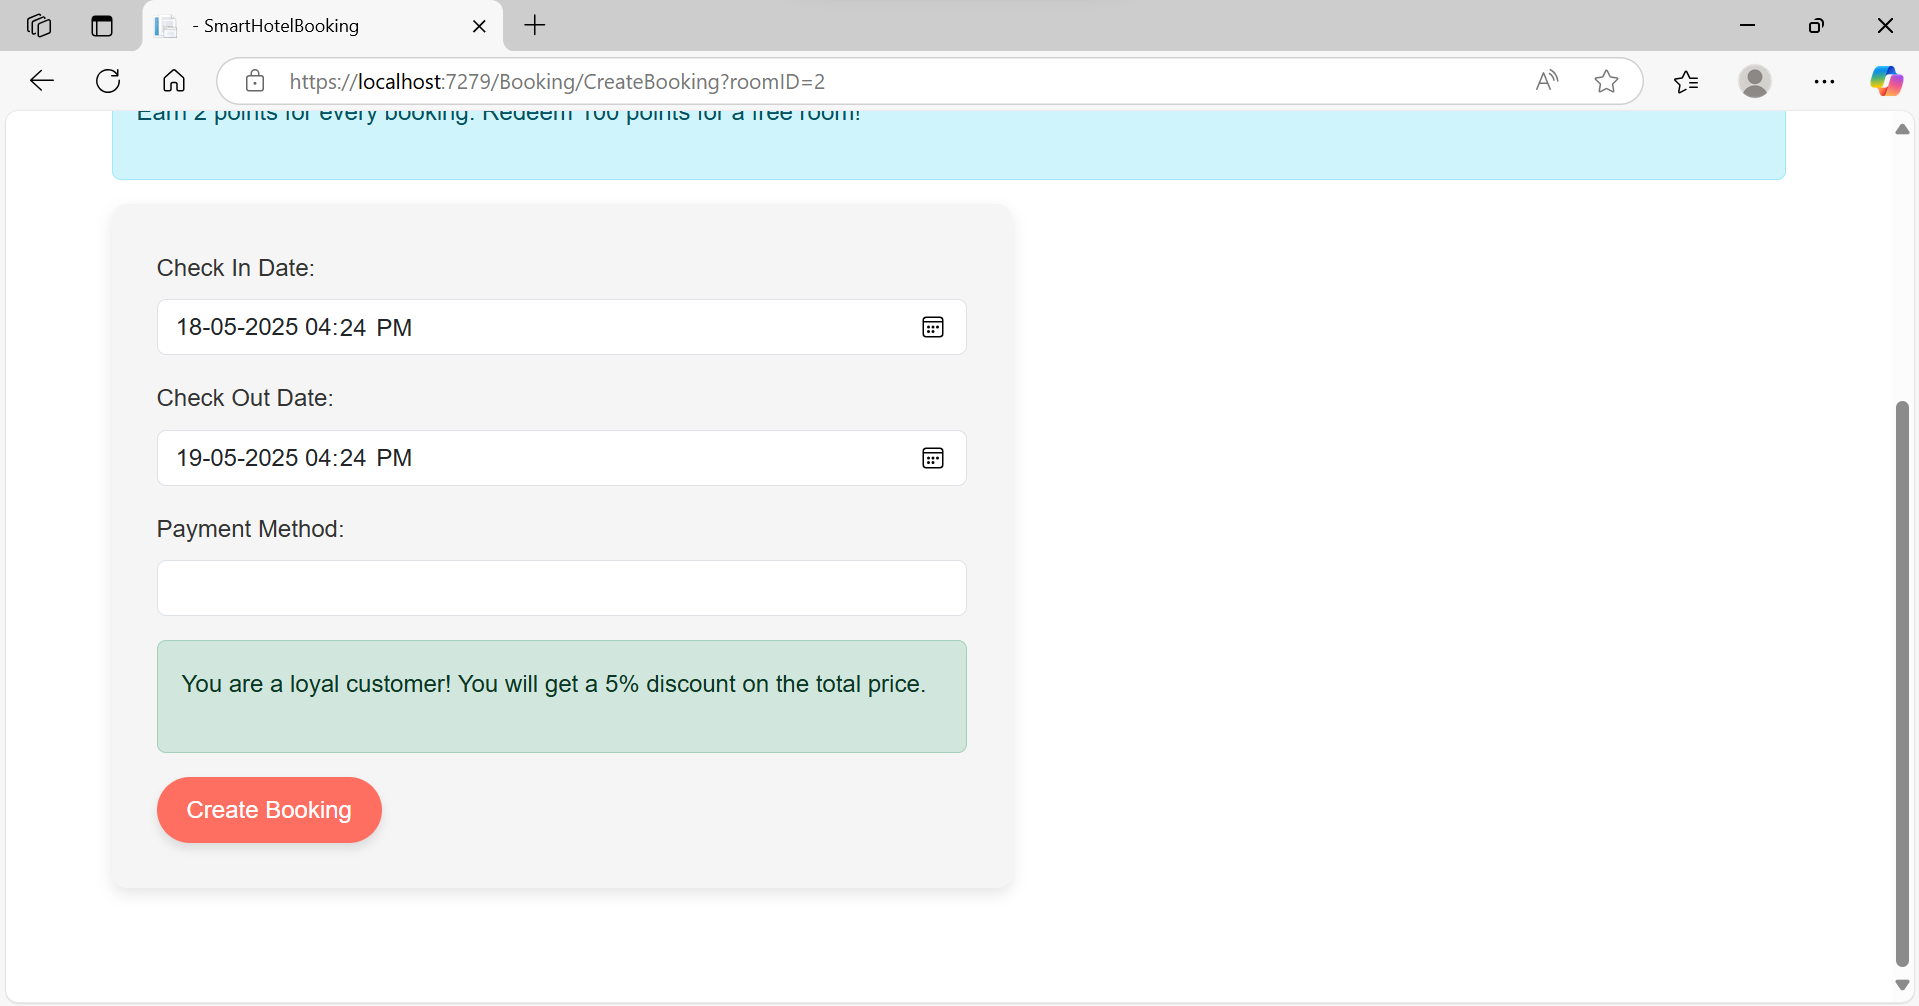 - SmartHotelBooking
https://localhost:7279/Booking/CreateBooking?roomID=2
Earn 2 points for every booking. Redeem 100 points for a free room!
Check In Date:
18-05-2025 04:24 PM
Check Out Date:
19-05-2025 04:24 PM
Payment Method:
You are a loyal customer! You will get a 5% discount on the total price.
Create Booking